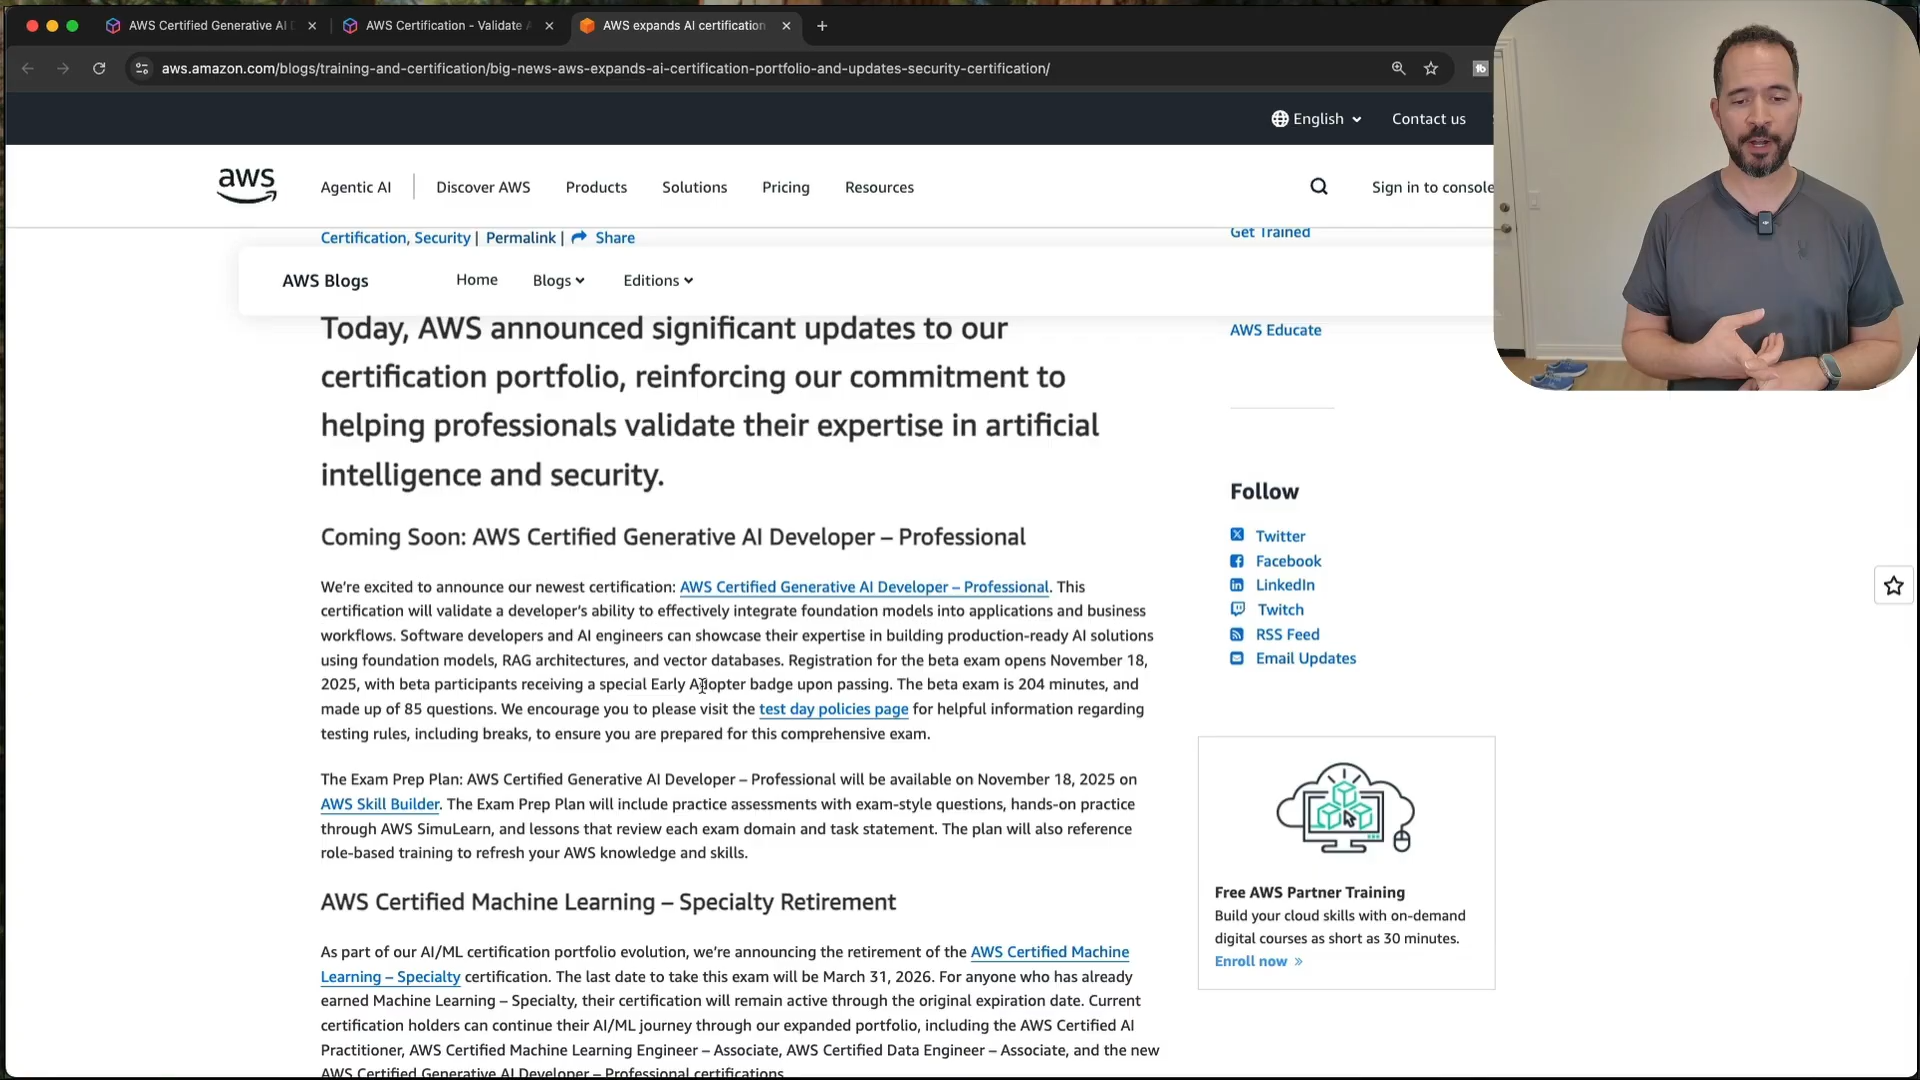 AWS Certified Generative AI D
AWS Certification - Validate A
AWS expands AI certification
aws.amazon.com/blogs/training-and-certification/big-news-aws-expands-ai-certification-portfolio-and-updates-security-certification/
English
Contact us
aws
Agentic AI
Discover AWS
Products
Solutions
Pricing
Resources
Sign in to console
Certification, Security | Permalink | Share
Get Trained
AWS Blogs
Home
Blogs
Editions
AWS Educate
Today, AWS announced significant updates to our
certification portfolio, reinforcing our commitment to
helping professionals validate their expertise in artificial
intelligence and security.
Coming Soon: AWS Certified Generative AI Developer – Professional
We're excited to announce our newest certification: AWS Certified Generative AI Developer – Professional. This
certification will validate a developer's ability to effectively integrate foundation models into applications and business
workflows. Software developers and AI engineers can showcase their expertise in building production-ready AI solutions
using foundation models, RAG architectures, and vector databases. Registration for the beta exam opens November 18,
2025, with beta participants receiving a special Early Adopter badge upon passing. The beta exam is 204 minutes, and
made up of 85 questions. We encourage you to please visit the test day policies page for helpful information regarding
testing rules, including breaks, to ensure you are prepared for this comprehensive exam.
The Exam Prep Plan: AWS Certified Generative AI Developer – Professional will be available on November 18, 2025 on
AWS Skill Builder. The Exam Prep Plan will include practice assessments with exam-style questions, hands-on practice
through AWS SimuLearn, and lessons that review each exam domain and task statement. The plan will also reference
role-based training to refresh your AWS knowledge and skills.
AWS Certified Machine Learning – Specialty Retirement
As part of our AI/ML certification portfolio evolution, we're announcing the retirement of the AWS Certified Machine
Learning – Specialty certification. The last date to take this exam will be March 31, 2026. For anyone who has already
earned Machine Learning – Specialty, their certification will remain active through the original expiration date. Current
certification holders can continue their AI/ML journey through our expanded portfolio, including the AWS Certified AI
Practitioner, AWS Certified Machine Learning Engineer – Associate, AWS Certified Data Engineer – Associate, and the new
AWS Certified Generative AI Developer – Professional certifications.
Follow
Twitter
Facebook
LinkedIn
Twitch
RSS Feed
Email Updates
Free AWS Partner Training
Build your cloud skills with on-demand
digital courses as short as 30 minutes.
Enroll now »